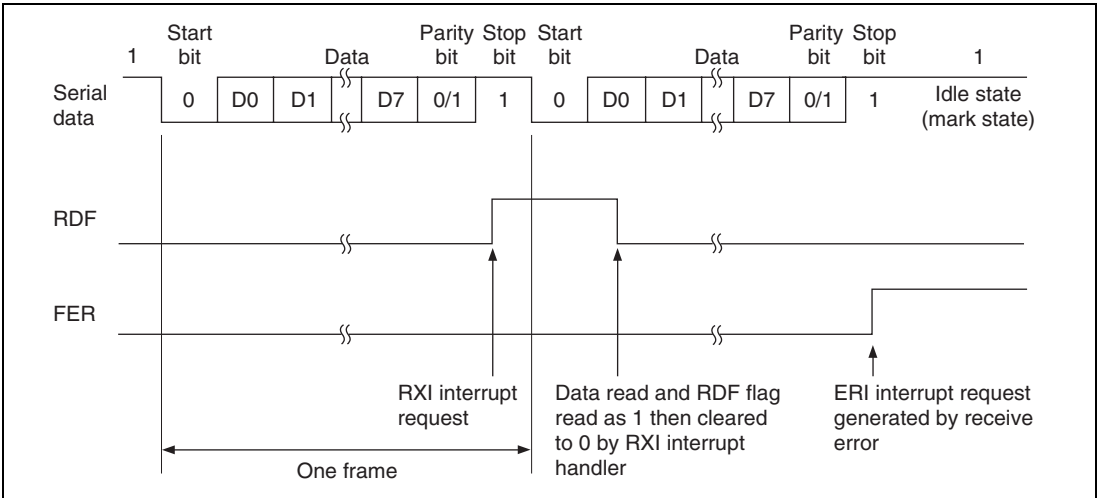 Start Parity Stop Start Parity Stop
1 bit Data bit bit bit Data bit bit 1
Serial data 0 D0 D1 D7 0/1 1 0 D0 D1 D7 0/1 1 Idle state (mark state)
RDF
FER
RXI interrupt
request
Data read and RDF flag
read as 1 then cleared
to 0 by RXI interrupt
handler
ERI interrupt request
generated by receive
error
One frame